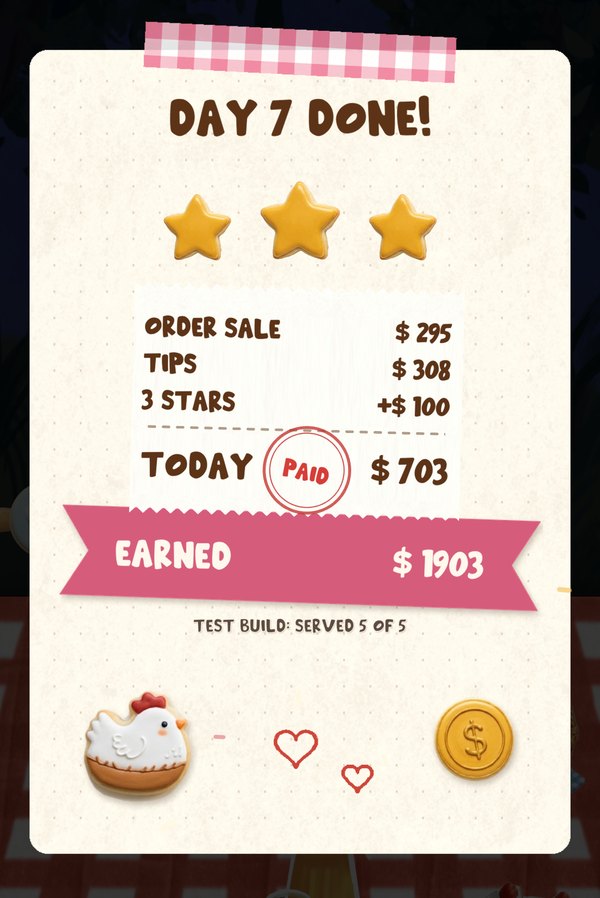 DAY 7 DONE!
ORDER SALE $ 295
TIPS $ 308
3 STARS +$ 100
TODAY PAID $ 703
EARNED $ 1903
TEST BUILD: SERVED 5 OF 5
$